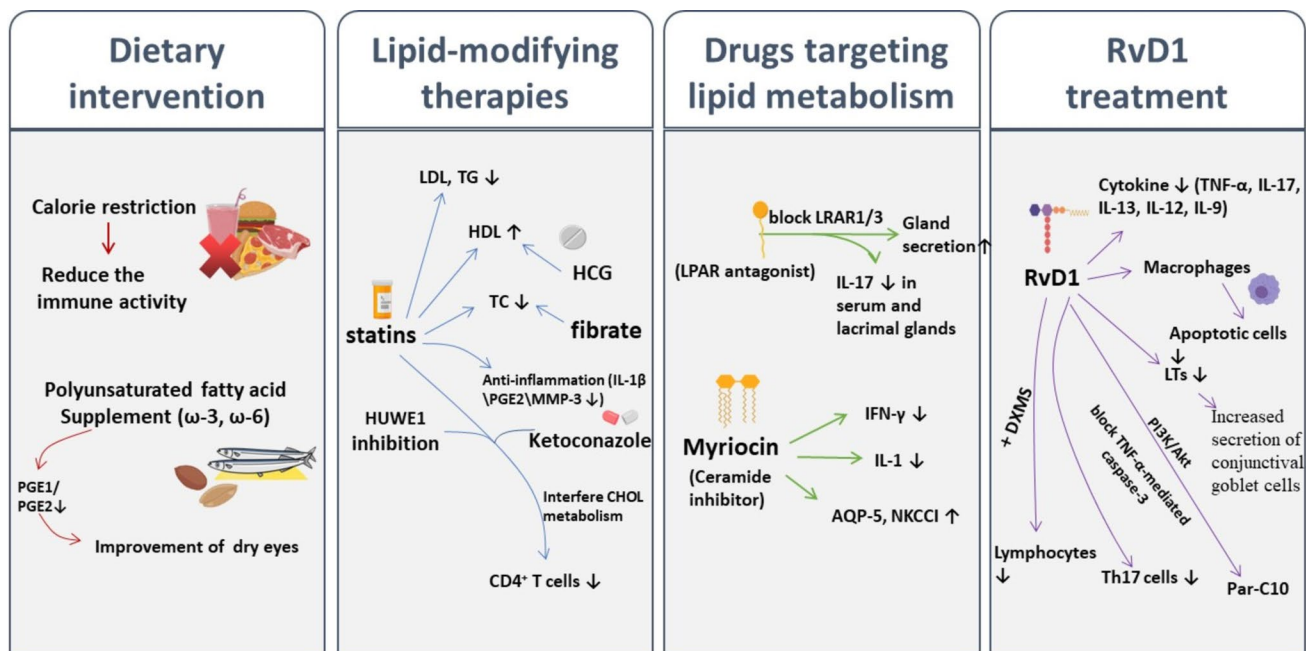 Dietary
intervention
Calorie restriction
Reduce the
immune activity
Polyunsaturated fatty acid
Supplement (ω-3, ω-6)
PGE1/
PGE2↓
Improvement of dry eyes
Lipid-modifying
therapies
LDL, TG ↓
HDL ↑
HCG
TC ↓
statins
fibrate
Anti-inflammation (IL-1β
\PGE2\MMP-3 ↓)
HUWE1
inhibition
Ketoconazole
Interfere CHOL
metabolism
CD4⁺ T cells ↓
Drugs targeting
lipid metabolism
block LRAR1/3
Gland
secretion↑
(LPAR antagonist)
IL-17 ↓ in
serum and
lacrimal glands
Myriocin
(Ceramide
inhibitor)
IFN-γ ↓
IL-1 ↓
AQP-5, NKCCI ↑
RvD1
treatment
Cytokine ↓ (TNF-α, IL-17,
IL-13, IL-12, IL-9)
RvD1
Macrophages
Apoptotic cells
↓
LTs ↓
Increased
secretion of
conjunctival
goblet cells
+ DXMS
block TNF-α-mediated
caspase-3
PI3K/Akt
Lymphocytes
↓
Th17 cells ↓
Par-C10